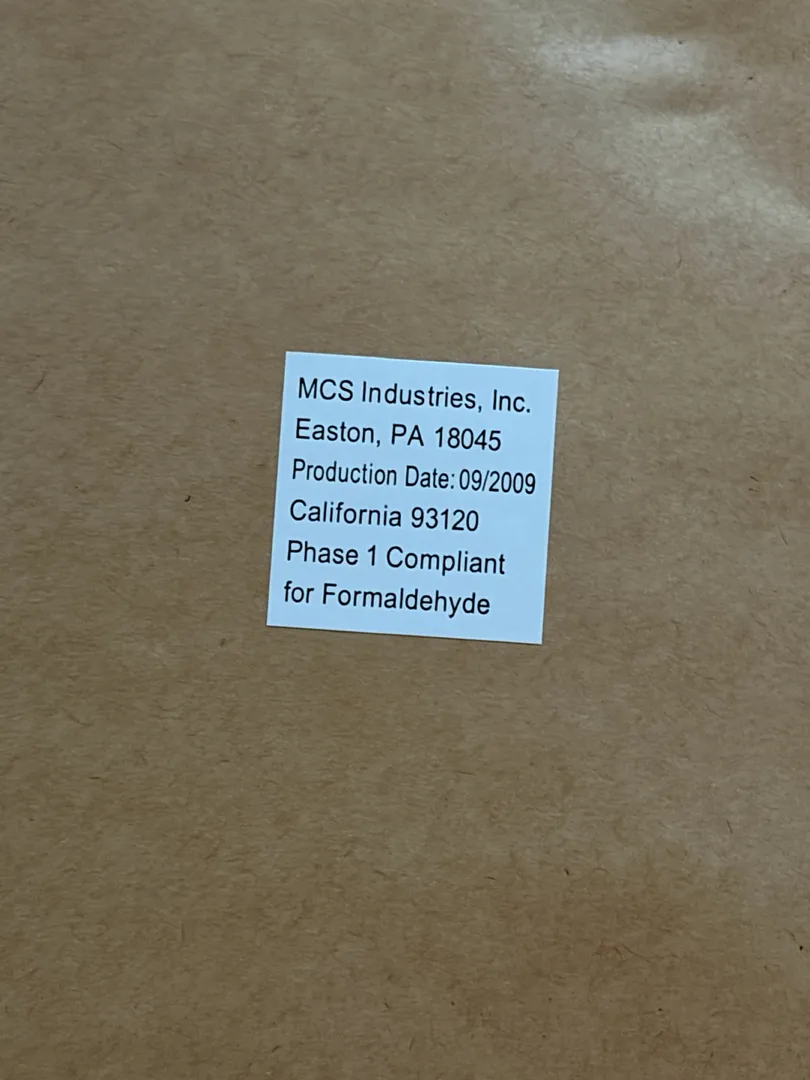 MCS Industries, Inc.
Easton, PA 18045
Production Date: 09/2009
California 93120
Phase 1 Compliant
for Formaldehyde